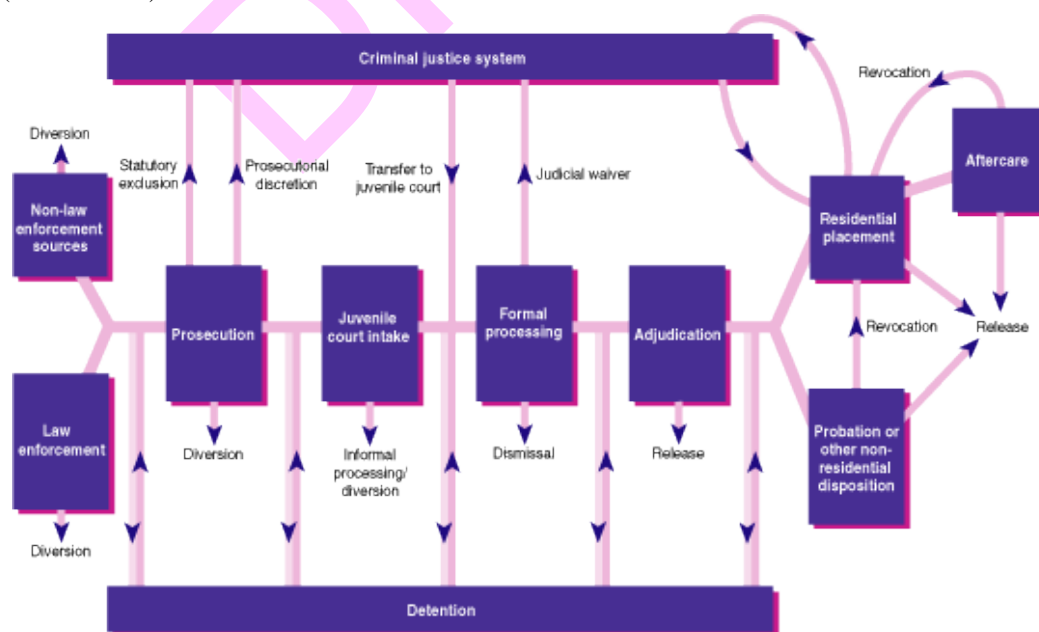 Criminal justice system
Revocation
Diversion
Aftercare
Statutory
exclusion
Prosecutorial
discretion
Transfer to
juvenile court
Judicial waiver
Non-law
enforcement
sources
Residential
placement
Prosecution
Juvenile
court intake
Formal
processing
Adjudication
Revocation
Release
Law
enforcement
Diversion
Informal
processing/
diversion
Dismissal
Release
Probation or
other non-
residential
disposition
Diversion
Detention